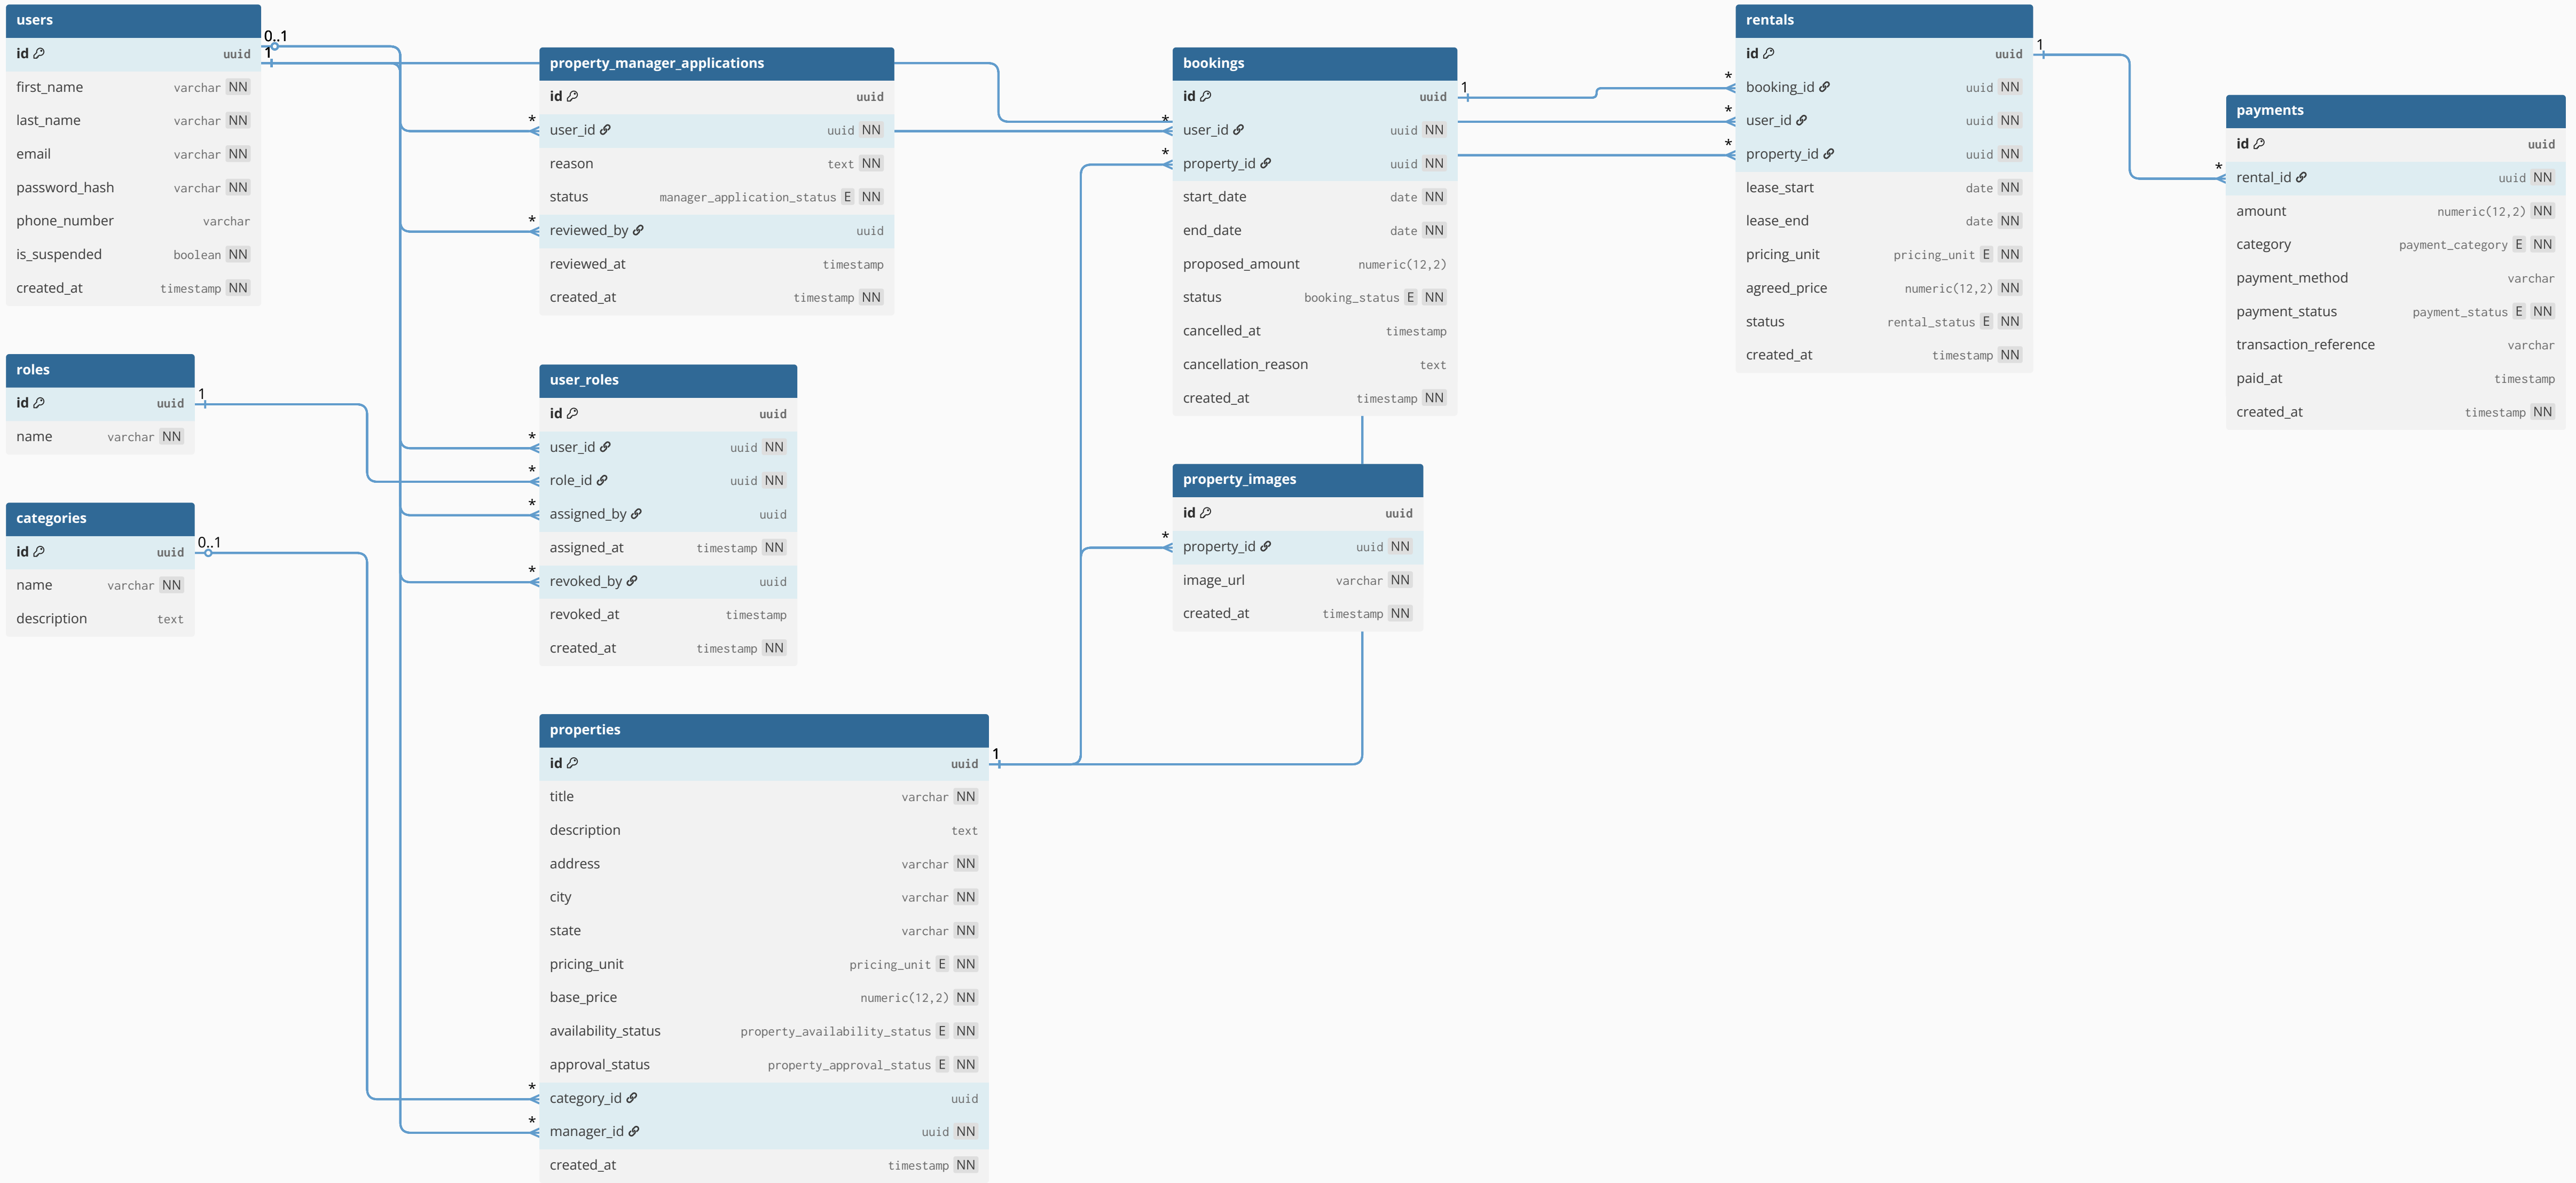 users
id uuid
first_name varchar NN
last_name varchar NN
email varchar NN
password_hash varchar NN
phone_number varchar
is_suspended boolean NN
created_at timestamp NN
0..1
1
roles
id uuid
name varchar NN
1
categories
id uuid
name varchar NN
description text
0..1
property_manager_applications
id uuid
* user_id uuid NN
reason text NN
status manager_application_status E NN
* reviewed_by uuid
reviewed_at timestamp
created_at timestamp NN
user_roles
id uuid
* user_id uuid NN
* role_id uuid NN
* assigned_by uuid
assigned_at timestamp NN
* revoked_by uuid
revoked_at timestamp
created_at timestamp NN
properties
id uuid 1
title varchar NN
description text
address varchar NN
city varchar NN
state varchar NN
pricing_unit pricing_unit E NN
base_price numeric(12,2) NN
availability_status property_availability_status E NN
approval_status property_approval_status E NN
* category_id uuid
* manager_id uuid NN
created_at timestamp NN
bookings
id uuid 1
* user_id uuid NN
* property_id uuid NN
start_date date NN
end_date date NN
proposed_amount numeric(12,2)
status booking_status E NN
cancelled_at timestamp
cancellation_reason text
created_at timestamp NN
property_images
id uuid
* property_id uuid NN
image_url varchar NN
created_at timestamp NN
rentals
id uuid 1
* booking_id uuid NN
* user_id uuid NN
* property_id uuid NN
lease_start date NN
lease_end date NN
pricing_unit pricing_unit E NN
agreed_price numeric(12,2) NN
status rental_status E NN
created_at timestamp NN
payments
id uuid
* rental_id uuid NN
amount numeric(12,2) NN
category payment_category E NN
payment_method varchar
payment_status payment_status E NN
transaction_reference varchar
paid_at timestamp
created_at timestamp NN